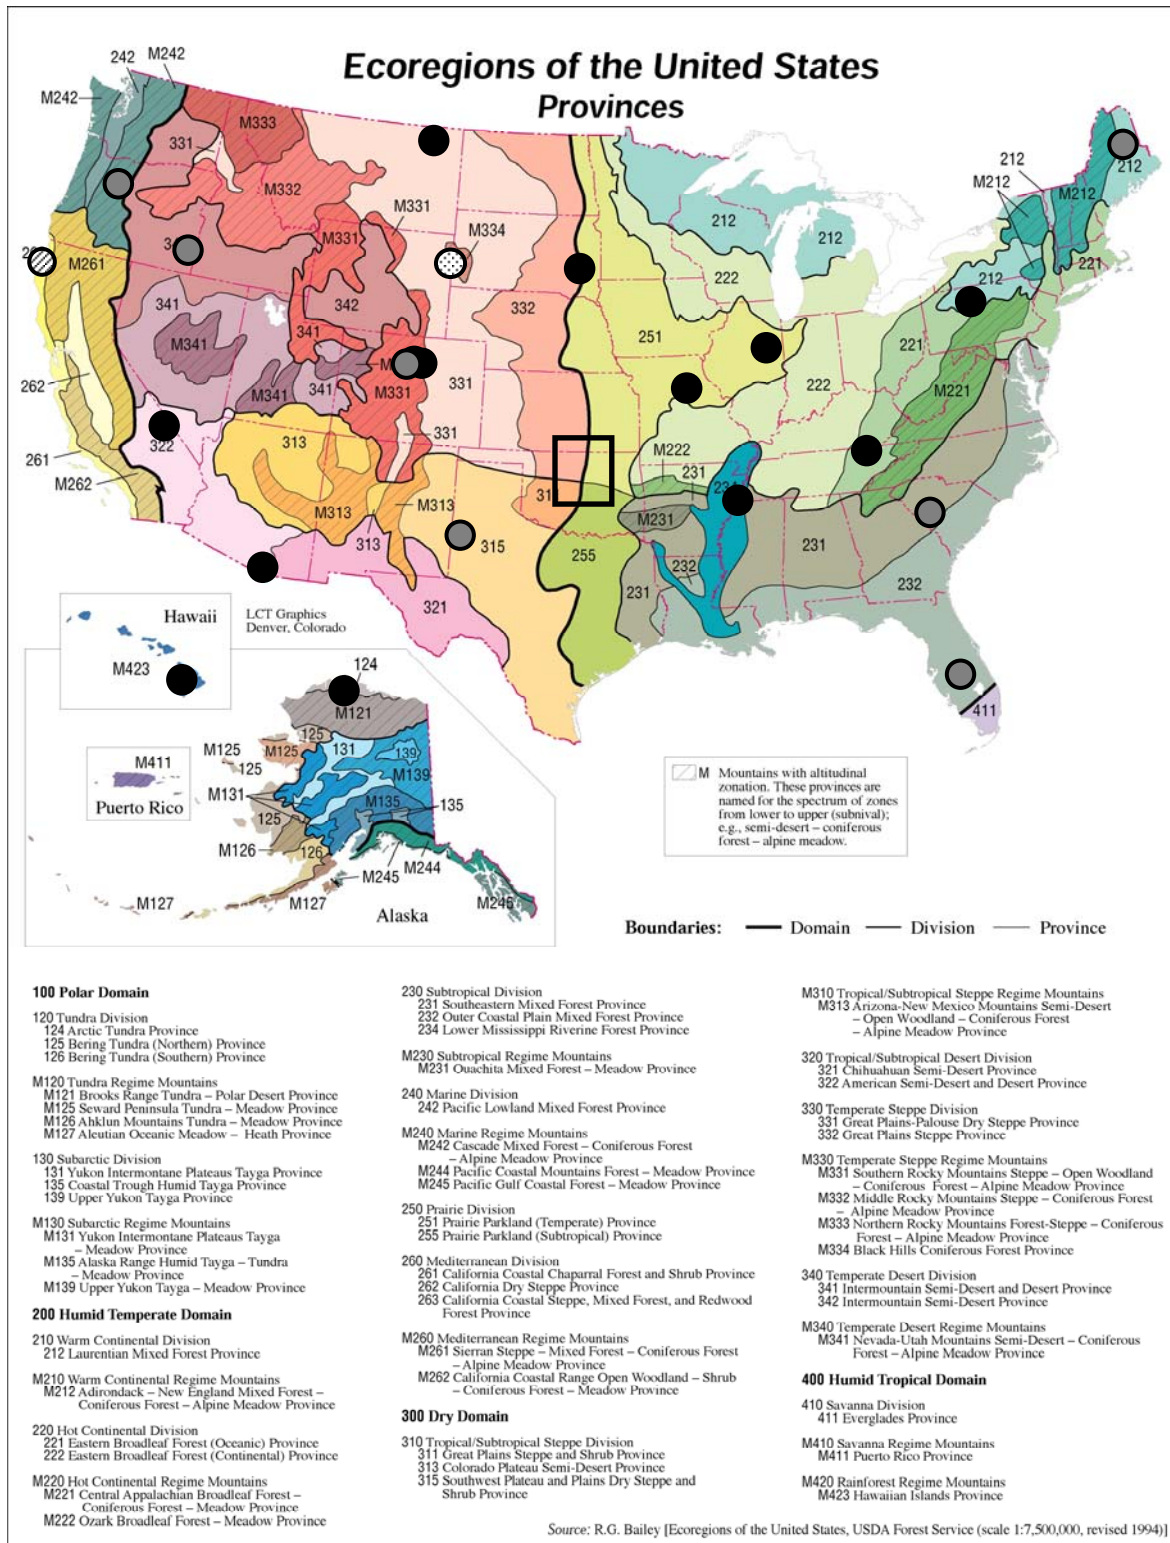 Ecoregions of the United States
Provinces
242
M242
M242
331
M333
M332
M331
M331
M334
212
M212
M212
212
212
212
222
221
212
M261
341
342
332
251
341
M341
341
M341
331
M331
221
222
M221
262
313
331
322
261
M262
M222
231
M313
M313
313
315
M231
255
231
232
231
232
321
411
Hawaii
LCT Graphics
Denver, Colorado
M423
124
M121
125
M125
M125
125
131
139
M139
M411
Puerto Rico
M131
M135
135
125
M126
126
M245
M244
M127
M127
M245
Alaska
M Mountains with altitudinal
zonation. These provinces are
named for the spectrum of zones
from lower to upper (subnival);
e.g., semi-desert – coniferous
forest – alpine meadow.
Boundaries: Domain Division Province
100 Polar Domain
120 Tundra Division
124 Arctic Tundra Province
125 Bering Tundra (Northern) Province
126 Bering Tundra (Southern) Province
M120 Tundra Regime Mountains
M121 Brooks Range Tundra – Polar Desert Province
M125 Seward Peninsula Tundra – Meadow Province
M126 Ahklun Mountains Tundra – Meadow Province
M127 Aleutian Oceanic Meadow – Heath Province
130 Subarctic Division
131 Yukon Intermontane Plateaus Tayga Province
135 Coastal Trough Humid Tayga Province
139 Upper Yukon Tayga Province
M130 Subarctic Regime Mountains
M131 Yukon Intermontane Plateaus Tayga
– Meadow Province
M135 Alaska Range Humid Tayga – Tundra
– Meadow Province
M139 Upper Yukon Tayga – Meadow Province
200 Humid Temperate Domain
210 Warm Continental Division
212 Laurentian Mixed Forest Province
M210 Warm Continental Regime Mountains
M212 Adirondack – New England Mixed Forest –
Coniferous Forest – Alpine Meadow Province
220 Hot Continental Division
221 Eastern Broadleaf Forest (Oceanic) Province
222 Eastern Broadleaf Forest (Continental) Province
M220 Hot Continental Regime Mountains
M221 Central Appalachian Broadleaf Forest –
Coniferous Forest – Meadow Province
M222 Ozark Broadleaf Forest – Meadow Province
230 Subtropical Division
231 Southeastern Mixed Forest Province
232 Outer Coastal Plain Mixed Forest Province
234 Lower Mississippi Riverine Forest Province
M230 Subtropical Regime Mountains
M231 Ouachita Mixed Forest – Meadow Province
240 Marine Division
242 Pacific Lowland Mixed Forest Province
M240 Marine Regime Mountains
M242 Cascade Mixed Forest – Coniferous Forest
– Alpine Meadow Province
M244 Pacific Coastal Mountains Forest – Meadow Province
M245 Pacific Gulf Coastal Forest – Meadow Province
250 Prairie Division
251 Prairie Parkland (Temperate) Province
255 Prairie Parkland (Subtropical) Province
260 Mediterranean Division
261 California Coastal Chaparral Forest and Shrub Province
262 California Dry Steppe Province
263 California Coastal Steppe, Mixed Forest, and Redwood
Forest Province
M260 Mediterranean Regime Mountains
M261 Sierran Steppe – Mixed Forest – Coniferous Forest
– Alpine Meadow Province
M262 California Coastal Range Open Woodland – Shrub
– Coniferous Forest – Meadow Province
300 Dry Domain
310 Tropical/Subtropical Steppe Division
311 Great Plains Steppe and Shrub Province
313 Colorado Plateau Semi-Desert Province
315 Southwest Plateau and Plains Dry Steppe and
Shrub Province
M310 Tropical/Subtropical Steppe Regime Mountains
M313 Arizona-New Mexico Mountains Semi-Desert
– Open Woodland – Coniferous Forest
– Alpine Meadow Province
320 Tropical/Subtropical Desert Division
321 Chihuahuan Semi-Desert Province
322 American Semi-Desert and Desert Province
330 Temperate Steppe Division
331 Great Plains-Palouse Dry Steppe Province
332 Great Plains Steppe Province
M330 Temperate Steppe Regime Mountains
M331 Southern Rocky Mountains Steppe – Open Woodland
– Coniferous Forest – Alpine Meadow Province
M332 Middle Rocky Mountains Steppe – Coniferous Forest
– Alpine Meadow Province
M333 Northern Rocky Mountains Forest-Steppe – Coniferous
Forest – Alpine Meadow Province
M334 Black Hills Coniferous Forest Province
340 Temperate Desert Division
341 Intermountain Semi-Desert and Desert Province
342 Intermountain Semi-Desert Province
M340 Temperate Desert Regime Mountains
M341 Nevada-Utah Mountains Semi-Desert – Coniferous
Forest – Alpine Meadow Province
400 Humid Tropical Domain
410 Savanna Division
411 Everglades Province
M410 Savanna Regime Mountains
M411 Puerto Rico Province
M420 Rainforest Regime Mountains
M423 Hawaiian Islands Province
Source: R.G. Bailey [Ecoregions of the United States, USDA Forest Service (scale 1:7,500,000, revised 1994)]